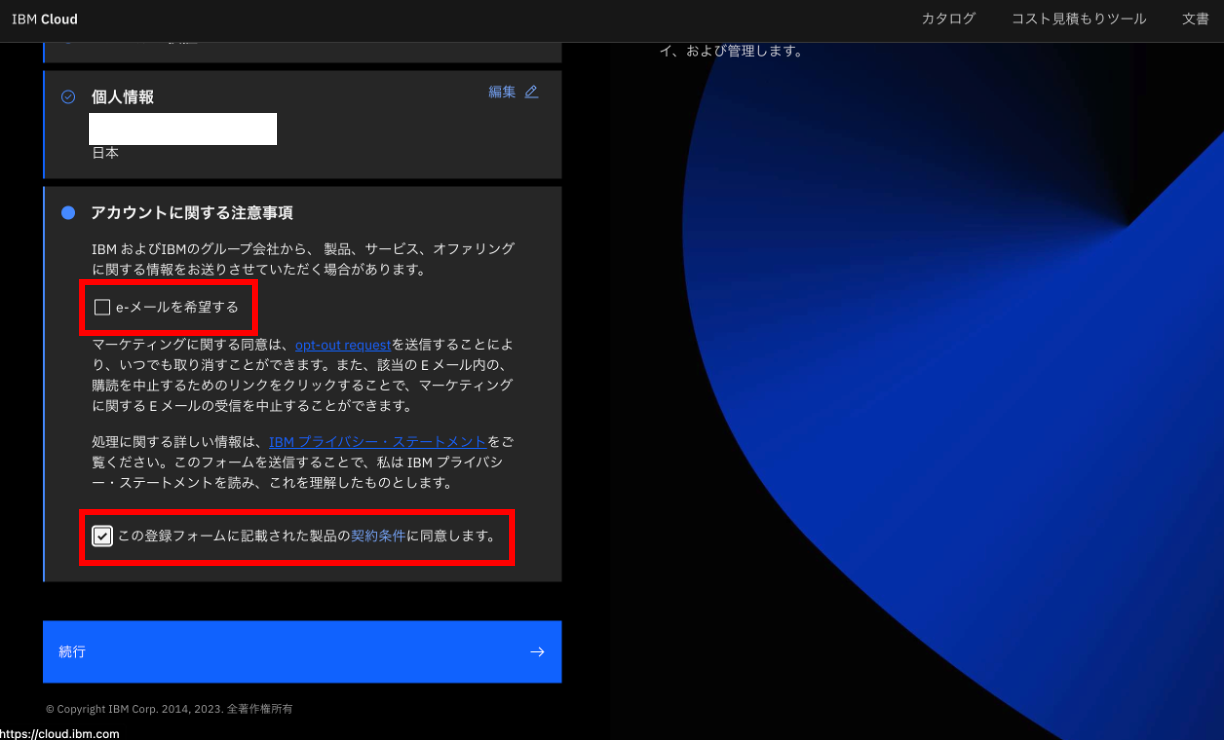 IBM Cloud
カタログ
コスト見積もりツール
文書
イ、および管理します。
個人情報
編集
日本
アカウントに関する注意事項
IBM およびIBMのグループ会社から、 製品、サービス、オファリング
に関する情報をお送りさせていただく場合があります。
e-メールを希望する
マーケティングに関する同意は、opt-out requestを送信することによ
り、いつでも取り消すことができます。また、該当の E メール内の、
購読を中止するためのリンクをクリックすることで、マーケティング
に関する E メールの受信を中止することができます。
処理に関する詳しい情報は、IBM プライバシー・ステートメントをご
覧ください。このフォームを送信することで、私は IBM プライバシ
ー・ステートメントを読み、これを理解したものとします。
この登録フォームに記載された製品の契約条件に同意します。
続行
© Copyright IBM Corp. 2014, 2023. 全著作権所有
https://cloud.ibm.com